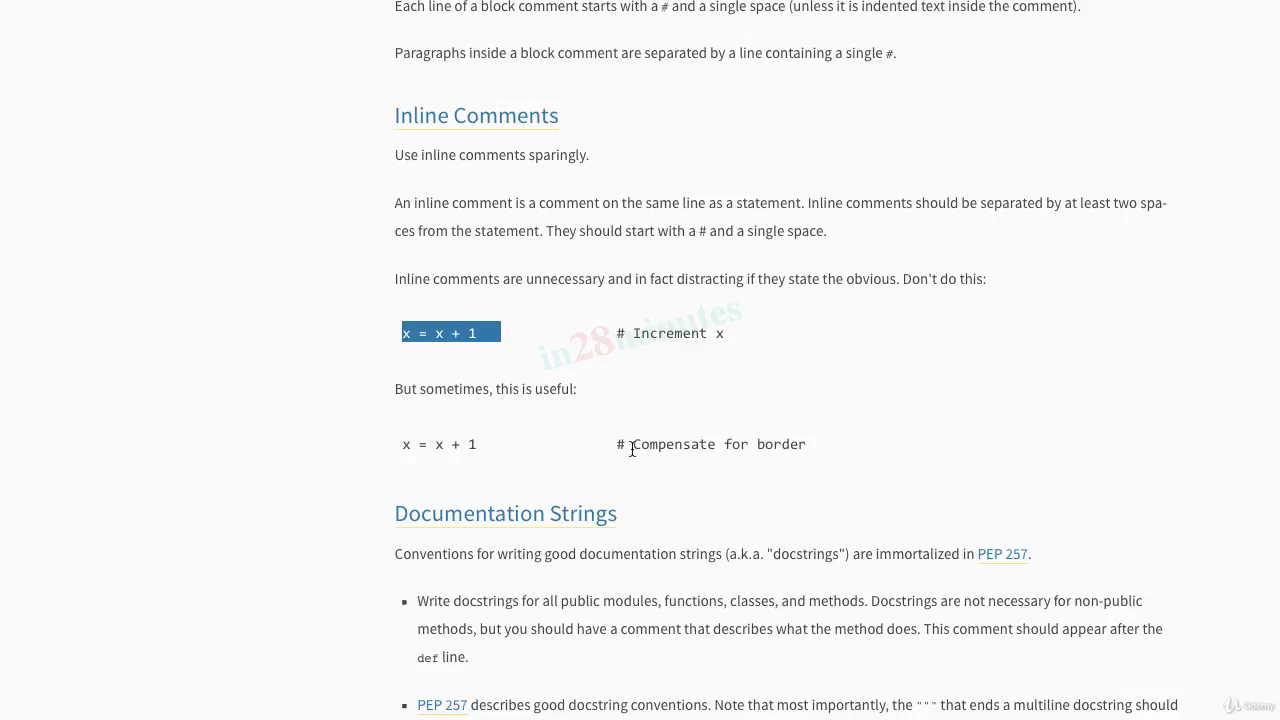 Each line of a block comment starts with a # and a single space (unless it is indented text inside the comment).
Paragraphs inside a block comment are separated by a line containing a single #.
Inline Comments
Use inline comments sparingly.
An inline comment is a comment on the same line as a statement. Inline comments should be separated by at least two spa-
ces from the statement. They should start with a # and a single space.
Inline comments are unnecessary and in fact distracting if they state the obvious. Don't do this:
x = x + 1 # Increment x
in28minutes
But sometimes, this is useful:
x = x + 1 # Compensate for border
Documentation Strings
Conventions for writing good documentation strings (a.k.a. "docstrings") are immortalized in PEP 257.
▪ Write docstrings for all public modules, functions, classes, and methods. Docstrings are not necessary for non-public
methods, but you should have a comment that describes what the method does. This comment should appear after the
def line.
▪ PEP 257 describes good docstring conventions. Note that most importantly, the """ that ends a multiline docstring should
Udemy